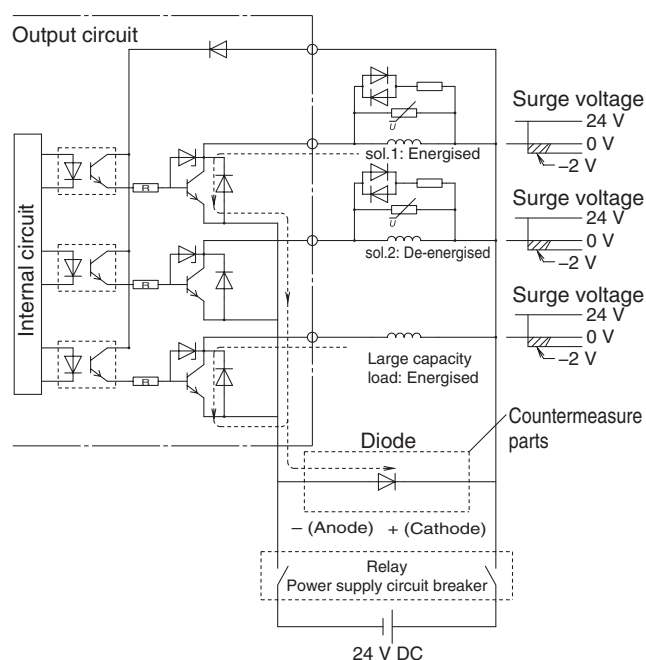 Output circuit
Internal circuit
R
R
R
U
sol.1: Energised
U
sol.2: De-energised
Large capacity
load: Energised
Surge voltage
24 V
0 V
–2 V
Surge voltage
24 V
0 V
–2 V
Surge voltage
24 V
0 V
–2 V
Countermeasure
parts
Diode
– (Anode) + (Cathode)
Relay
Power supply circuit breaker
24 V DC